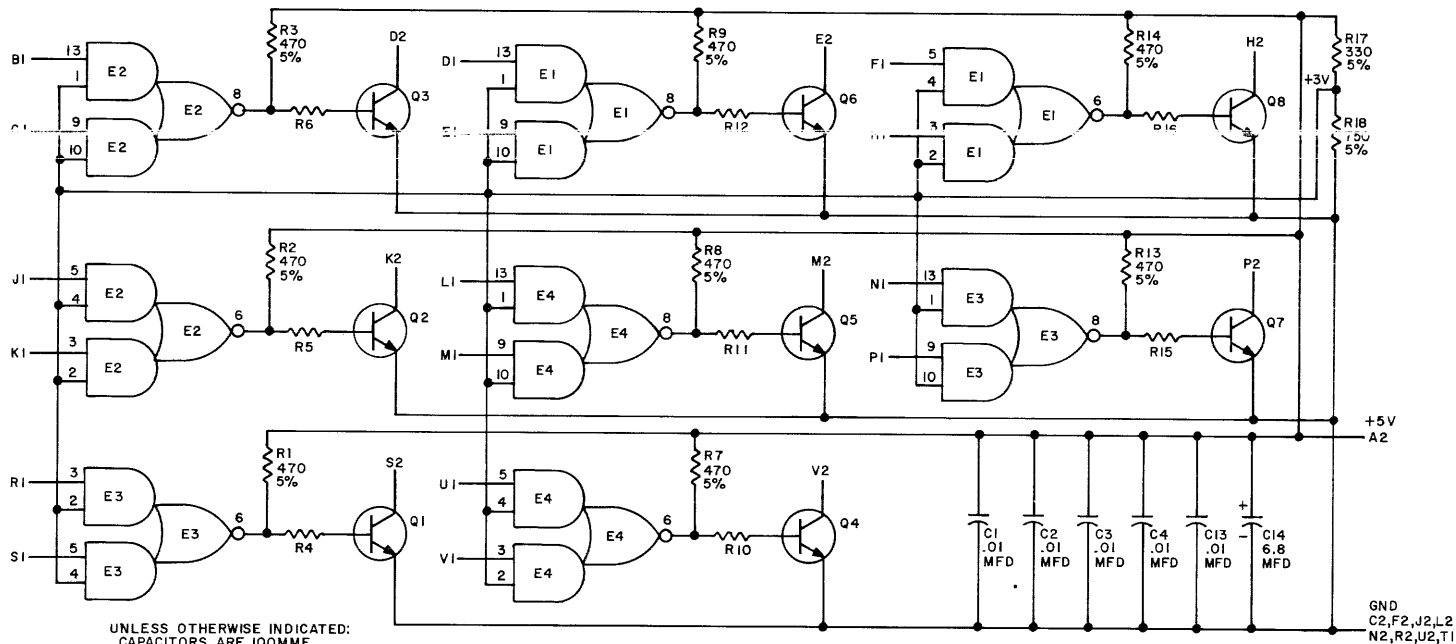 R3
470
5%
D2
B1
13
1
E2
E2
8
Q3
R6
9
10
E2
R9
470
5%
E2
D1
13
1
E1
E1
8
Q6
R12
9
10
E1
R14
470
5%
H2
F1
5
4
E1
E1
6
Q8
R16
3
2
E1
R17
330
5%
+3V
R18
750
5%
R2
470
5%
K2
J1
5
4
E2
E2
6
Q2
R5
K1
3
2
E2
R8
470
5%
M2
L1
13
1
E4
E4
8
Q5
R11
M1
9
10
E4
R13
470
5%
P2
N1
13
1
E3
E3
8
Q7
R15
P1
9
10
E3
+5V
A2
R1
470
5%
S2
R1
3
2
E3
E3
6
Q1
R4
S1
5
4
E3
R7
470
5%
V2
U1
5
4
E4
E4
6
Q4
R10
V1
3
2
E4
C1
.01
MFD
C2
.01
MFD
C3
.01
MFD
C4
.01
MFD
C13
.01
MFD
+
-
C14
6.8
MFD
GND
C2,F2,J2,L2
N2,R2,U2,T1
UNLESS OTHERWISE INDICATED:
CAPACITORS ARE 100MMF